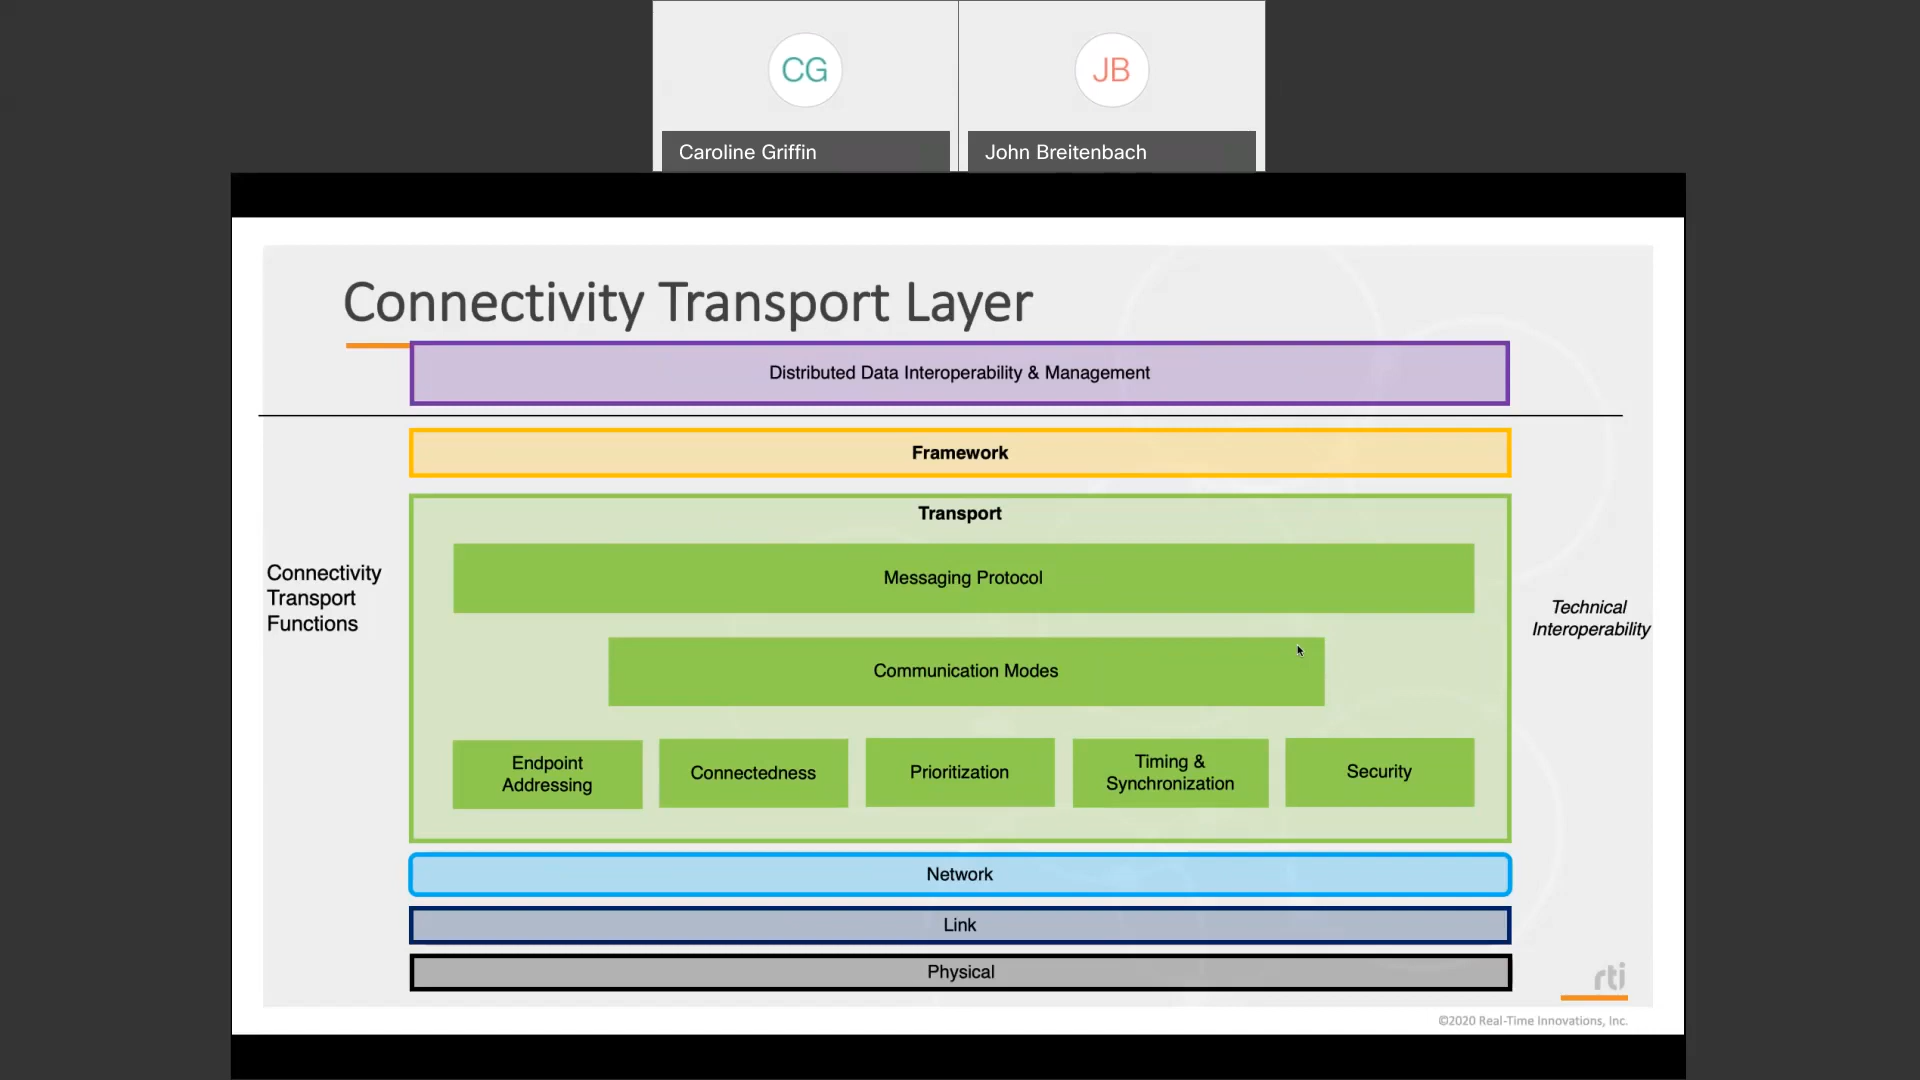 CG
JB
Caroline Griffin
John Breitenbach
Connectivity Transport Layer
Distributed Data Interoperability & Management
Framework
Transport
Messaging Protocol
Connectivity
Transport
Functions
Technical
Interoperability
Communication Modes
Endpoint
Addressing
Connectedness
Prioritization
Timing &
Synchronization
Security
Network
Link
Physical
rti
©2020 Real-Time Innovations, Inc.